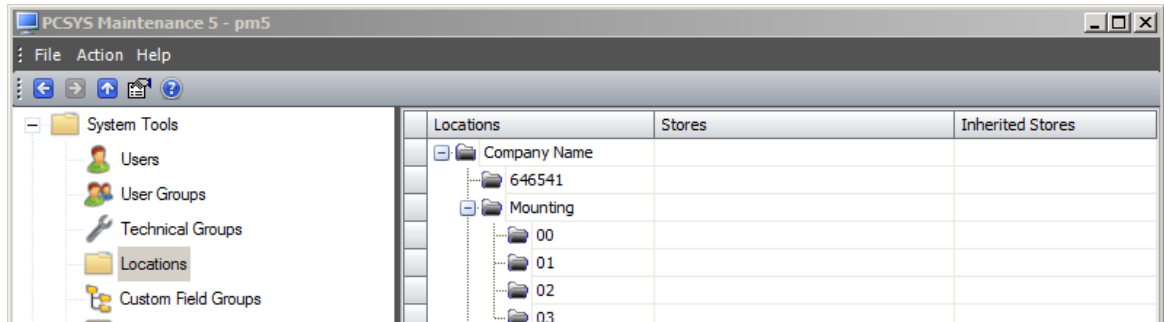 PCSYS Maintenance 5 - pm5
File Action Help
System Tools
Users
User Groups
Technical Groups
Locations
Custom Field Groups
Locations Stores Inherited Stores
Company Name
646541
Mounting
00
01
02
03